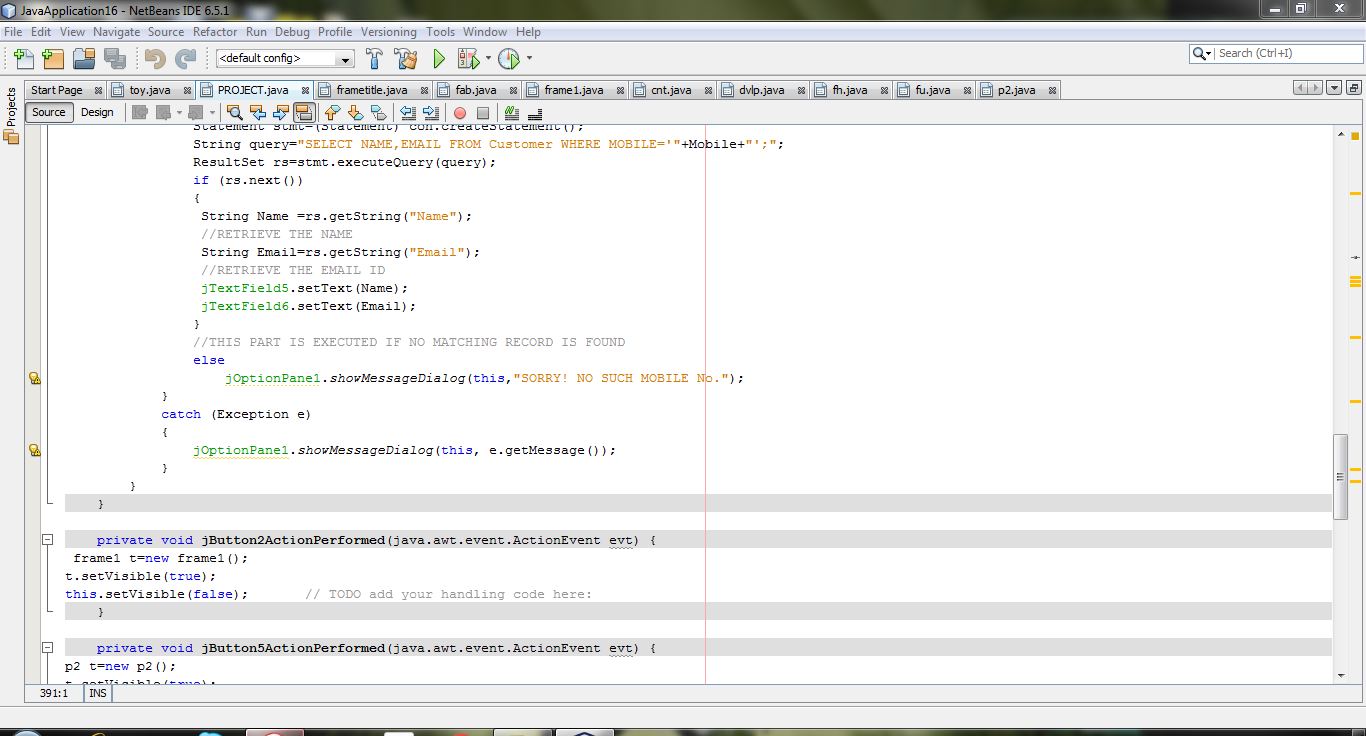 JavaApplication16 - NetBeans IDE 6.5.1
File Edit View Navigate Source Refactor Run Debug Profile Versioning Tools Window Help
<default config>
Search (Ctrl+I)
Projects
Start Page toy.java PROJECT.java frametitle.java fab.java frame1.java cnt.java dvlp.java fh.java fu.java p2.java
Source Design
Statement stmt=(Statement) con.createStatement();
String query="SELECT NAME,EMAIL FROM Customer WHERE MOBILE='"+Mobile+"';";
ResultSet rs=stmt.executeQuery(query);
if (rs.next())
{
String Name =rs.getString("Name");
//RETRIEVE THE NAME
String Email=rs.getString("Email");
//RETRIEVE THE EMAIL ID
jTextField5.setText(Name);
jTextField6.setText(Email);
}
//THIS PART IS EXECUTED IF NO MATCHING RECORD IS FOUND
else
jOptionPane1.showMessageDialog(this,"SORRY! NO SUCH MOBILE No.");
}
catch (Exception e)
{
jOptionPane1.showMessageDialog(this, e.getMessage());
}
}
}
private void jButton2ActionPerformed(java.awt.event.ActionEvent evt) {
frame1 t=new frame1();
t.setVisible(true);
this.setVisible(false); // TODO add your handling code here:
}
private void jButton5ActionPerformed(java.awt.event.ActionEvent evt) {
p2 t=new p2();
t.setVisible(true);
391:1 INS